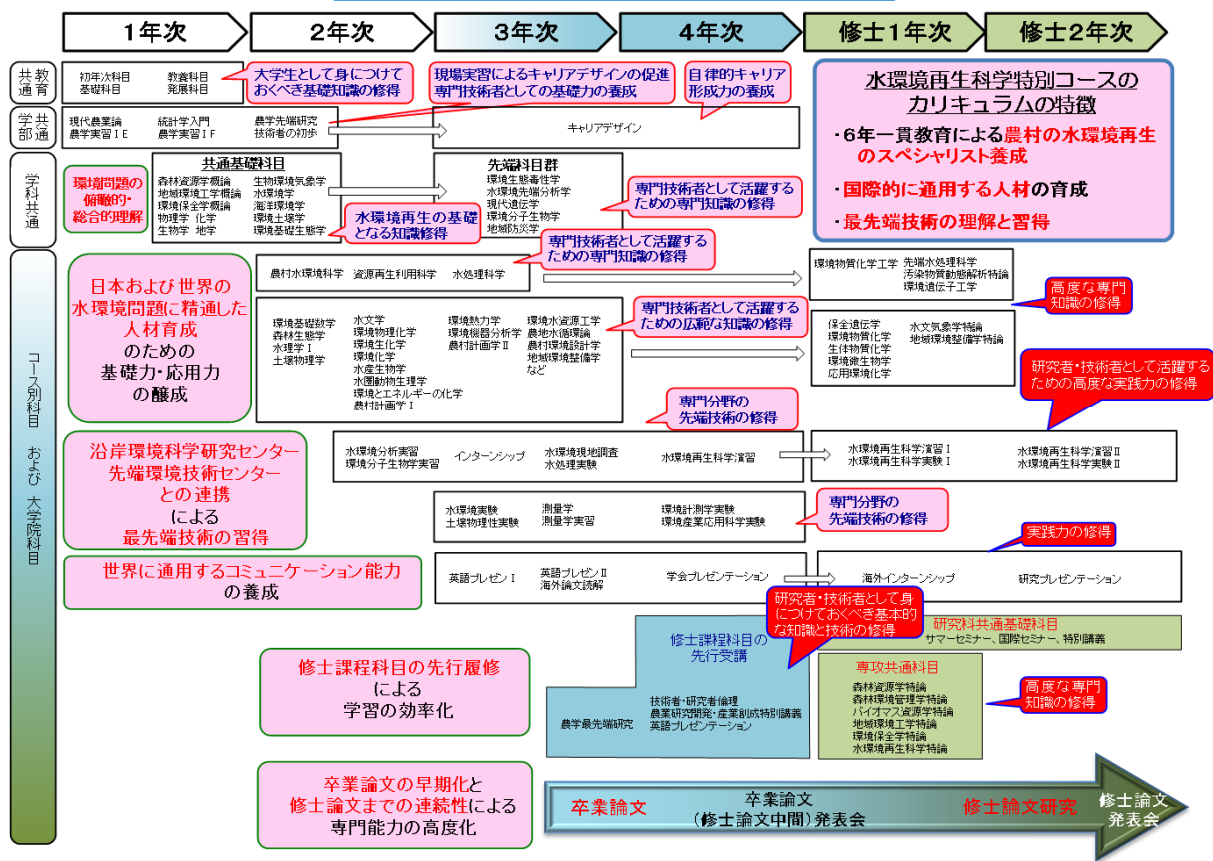 1年次
2年次
3年次
4年次
修士1年次
修士2年次
教育
共通
初年次科目
基礎科目
教養科目
発展科目
大学生として身につけて
おくべき基礎知識の修得
現場実習によるキャリアデザインの促進
専門技術者としての基礎力の養成
自律的キャリア
形成力の養成
学部
共通
現代農業論
農学実習ⅠE
統計学入門
農学実習ⅠF
農学先端研究
技術者の初歩
キャリアデザイン
水環境再生科学特別コースの
カリキュラムの特徴
・6年一貫教育による農村の水環境再生
のスペシャリスト養成
・国際的に通用する人材の育成
・最先端技術の理解と習得
学科共通
環境問題の
俯瞰的・
総合的理解
共通基礎科目
森林資源学概論
地域環境工学概論
環境保全学概論
物理学 化学
生物学 地学
生物環境気象学
水環境学
海洋環境学
環境土壌学
環境基礎生態学
水環境再生の基礎
となる知識修得
先端科目群
環境生態毒性学
水環境先端分析学
現代遺伝学
環境分子生物学
地域防災学
専門技術者として活躍する
ための専門知識の修得
コース別科目 および 大学院科目
日本および世界の
水環境問題に精通した
人材育成
のための
基礎力・応用力
の醸成
農村水環境科学 資源再生利用科学 水処理科学
専門技術者として活躍する
ための専門知識の修得
環境物質化学工学
先端水処理科学
汚染物質動態解析特論
環境遺伝子工学
高度な専門
知識の修得
環境基礎数学
森林生態学
水理学Ⅰ
土壌物理学
水文学
環境物理化学
環境生化学
環境化学
水産生物学
水圏動物生理学
環境とエネルギーの化学
農村計画学Ⅰ
環境熱力学
環境機器分析学
農村計画学Ⅱ
環境水資源工学
農地水循環論
農村環境設計学
地域環境整備学
など
専門技術者として活躍する
ための広範な知識の修得
保全遺伝学
環境物質化学
生体物質化学
環境微生物学
応用環境化学
水文気象学特論
地域環境整備学特論
研究者・技術者として活躍する
ための高度な実践力の修得
専門分野の
先端技術の修得
沿岸環境科学研究センター
先端環境技術センター
との連携
による
最先端技術の習得
水環境分析実習
環境分子生物学実習
インターンシップ
水環境現地調査
水処理実験
水環境再生科学演習
水環境再生科学演習Ⅰ
水環境再生科学実験Ⅰ
水環境再生科学演習Ⅱ
水環境再生科学実験Ⅱ
水環境実験
土壌物理性実験
測量学
測量学実習
環境計測学実験
環境産業応用科学実験
専門分野の
先端技術の修得
実践力の修得
世界に通用するコミュニケーション能力
の養成
英語プレゼンⅠ
英語プレゼンⅡ
海外論文読解
学会プレゼンテーション
海外インターンシップ
研究プレゼンテーション
研究者・技術者として身
につけておくべき基本的
な知識と技術の修得
研究科共通基礎科目
サマーセミナー、国際セミナー、特別講義
修士課程科目の先行履修
による
学習の効率化
修士課程科目の
先行受講
農学最先端研究
技術者・研究者倫理
農業研究開発・産業創成特別講義
英語プレゼンテーション
専攻共通科目
森林資源学特論
森林環境管理学特論
バイオマス資源学特論
地域環境工学特論
環境保全学特論
水環境再生科学特論
高度な専門
知識の修得
卒業論文の早期化と
修士論文までの連続性による
専門能力の高度化
卒業論文
卒業論文
(修士論文中間)発表会
修士論文研究
修士論文
発表会